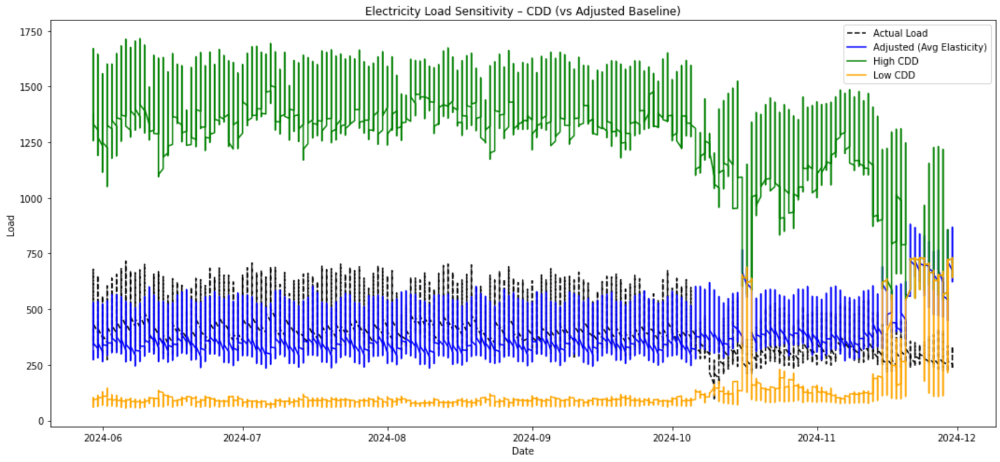 Electricity Load Sensitivity – CDD (vs Adjusted Baseline)
Actual Load
Adjusted (Avg Elasticity)
High CDD
Low CDD
1750
1500
1250
1000
750
500
250
0
Load
2024-06 2024-07 2024-08 2024-09 2024-10 2024-11 2024-12
Date